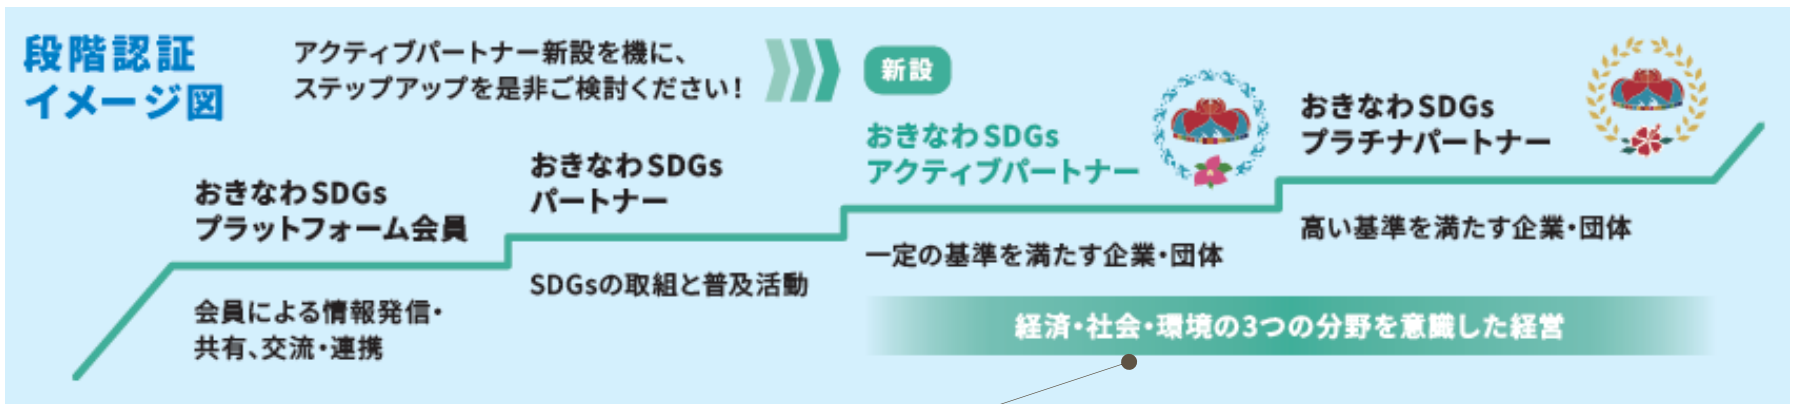 段階認証
イメージ図
アクティブパートナー新設を機に、
ステップアップを是非ご検討ください!
新設
おきなわSDGs
プラットフォーム会員
会員による情報発信・
共有、交流・連携
おきなわSDGs
パートナー
SDGsの取組と普及活動
おきなわSDGs
アクティブパートナー
一定の基準を満たす企業・団体
おきなわSDGs
プラチナパートナー
高い基準を満たす企業・団体
経済・社会・環境の3つの分野を意識した経営